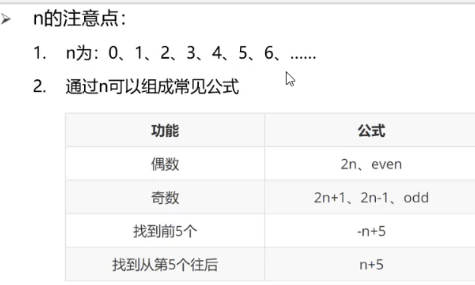 n的注意点：
1. n为：0、1、2、3、4、5、6、……
2. 通过n可以组成常见公式
功能 公式
偶数 2n、even
奇数 2n+1、2n-1、odd
找到前5个 -n+5
找到从第5个往后 n+5